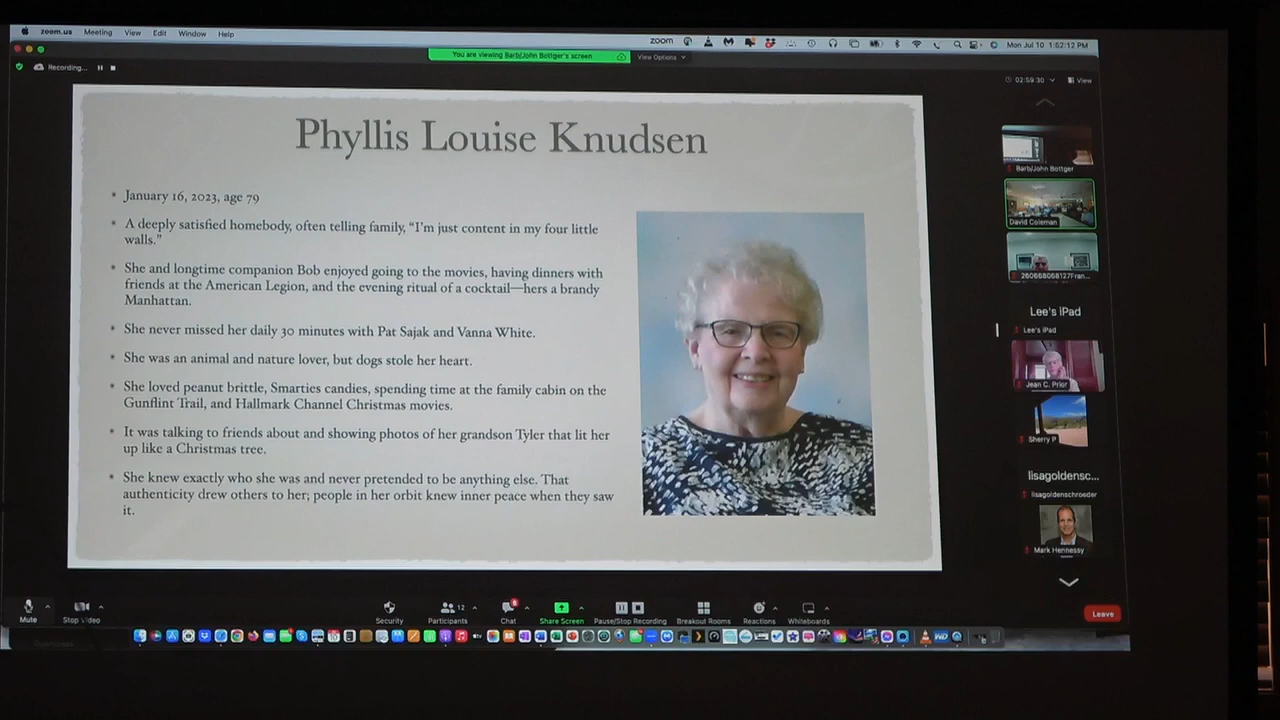 zoom.us Meeting View Edit Window Help
zoom
Mon Jul 10 1:52:12 PM
You are viewing Barb/John Bottger's screen
View Options
Recording...
02:59:30
View
Phyllis Louise Knudsen
* January 16, 2023, age 79
* A deeply satisfied homebody, often telling family, “I’m just content in my four little
walls.”
* She and longtime companion Bob enjoyed going to the movies, having dinners with
friends at the American Legion, and the evening ritual of a cocktail—hers a brandy
Manhattan.
* She never missed her daily 30 minutes with Pat Sajak and Vanna White.
* She was an animal and nature lover, but dogs stole her heart.
* She loved peanut brittle, Smarties candies, spending time at the family cabin on the
Gunflint Trail, and Hallmark Channel Christmas movies.
* It was talking to friends about and showing photos of her grandson Tyler that lit her
up like a Christmas tree.
* She knew exactly who she was and never pretended to be anything else. That
authenticity drew others to her; people in her orbit knew inner peace when they saw
it.
Barb/John Bottger
David Coleman
Lee's iPad
Lee's iPad
Jean C. Prior
Sherry P
lisagoldensc...
lisagoldenschroeder
Mark Hennessy
Mute
Stop Video
Security
Participants
12
Chat
8
Share Screen
Pause/Stop Recording
Breakout Rooms
Reactions
Whiteboards
Leave